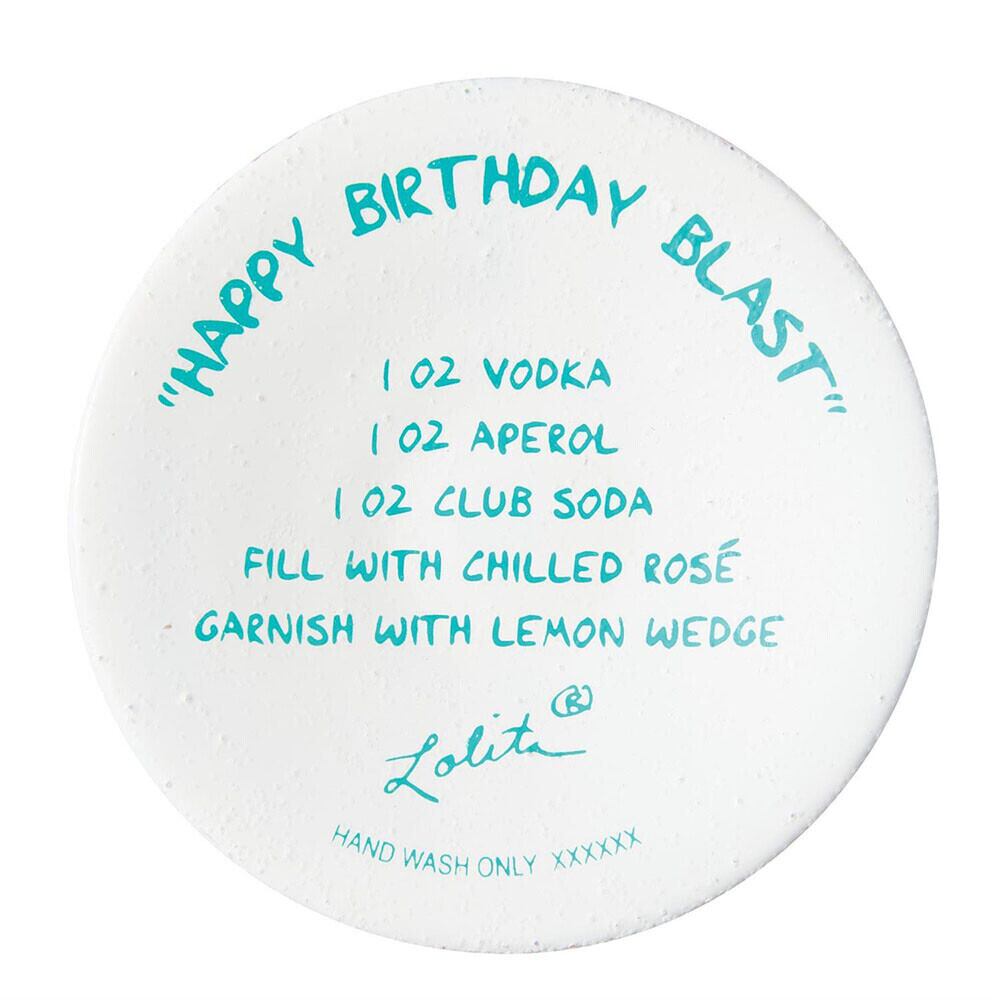 "HAPPY BIRTHDAY BLAST"
1 OZ VODKA
1 OZ APEROL
1 OZ CLUB SODA
FILL WITH CHILLED ROSÉ
GARNISH WITH LEMON WEDGE
Lolita®
HAND WASH ONLY XXXXXX